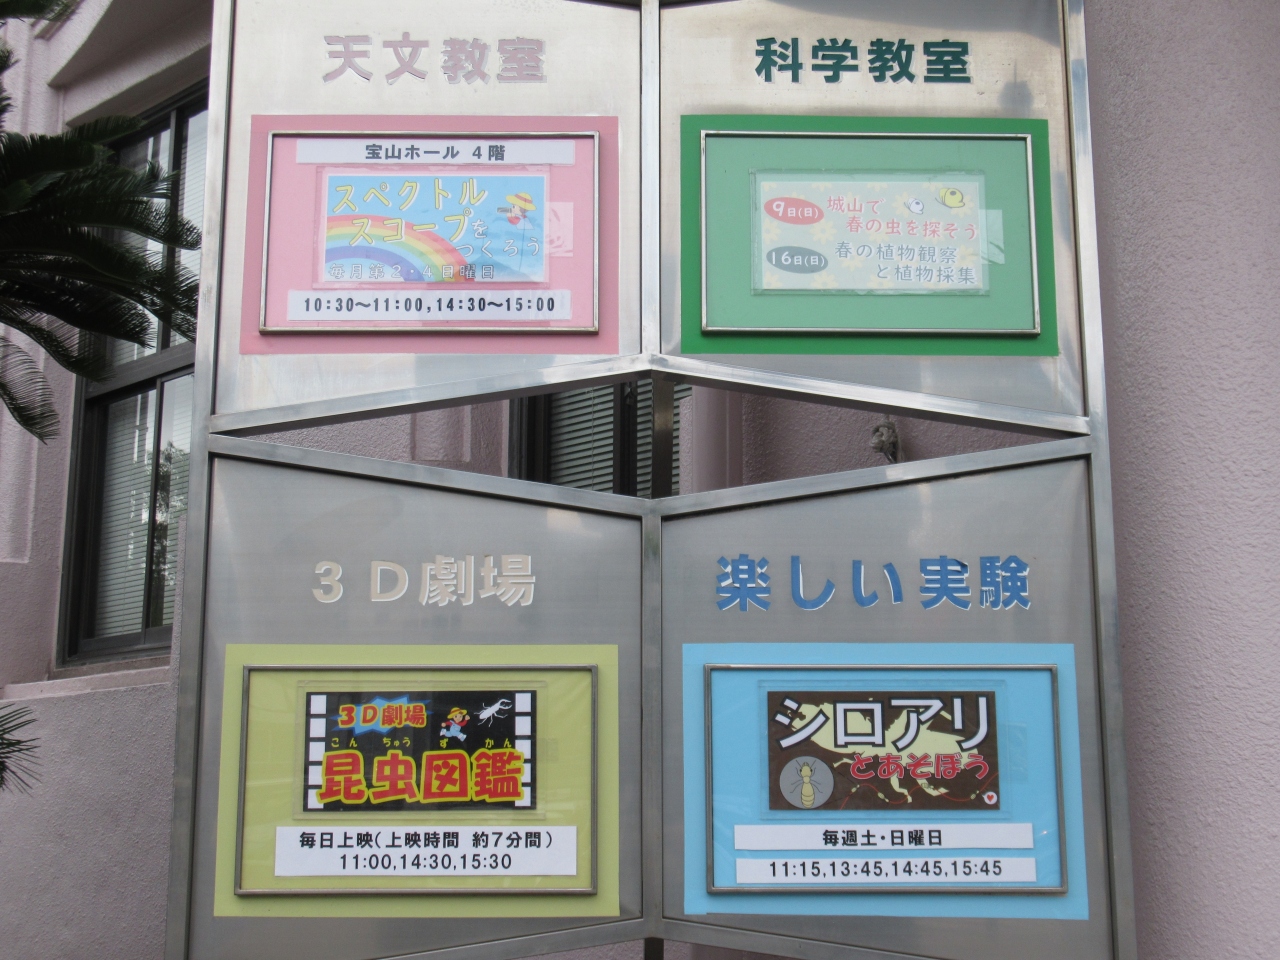 天文教室
宝山ホール 4階
スペクトル
スコープを
つくろう
毎月第2・4日曜日
10:30～11:00,14:30～15:00
科学教室
9日(日)
城山で
春の虫を探そう
16日(日)
春の植物観察
と植物採集
3D劇場
3D劇場
こんちゅうずかん
昆虫図鑑
毎日上映(上映時間 約7分間)
11:00,14:30,15:30
楽しい実験
シロアリ
とあそぼう
毎週土・日曜日
11:15,13:45,14:45,15:45